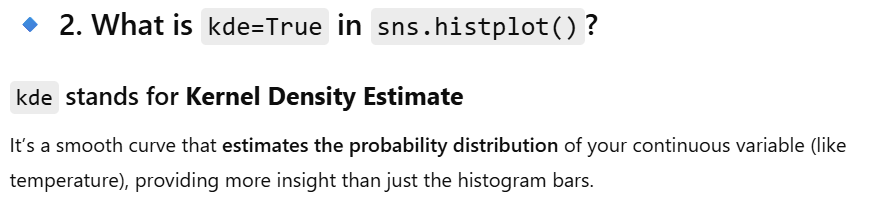 2. What is kde=True in sns.histplot()?
kde stands for Kernel Density Estimate
It's a smooth curve that estimates the probability distribution of your continuous variable (like
temperature), providing more insight than just the histogram bars.